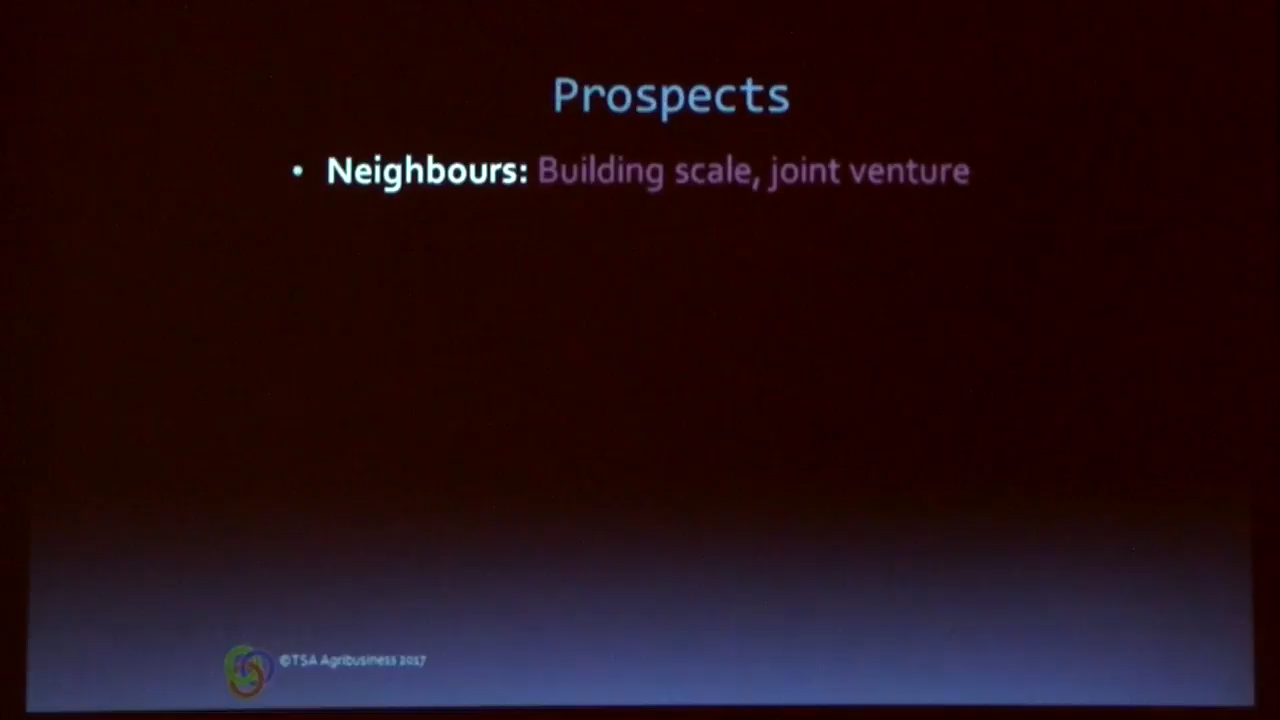 Prospects
• Neighbours: Building scale, joint venture
©TSA Agribusiness 2017